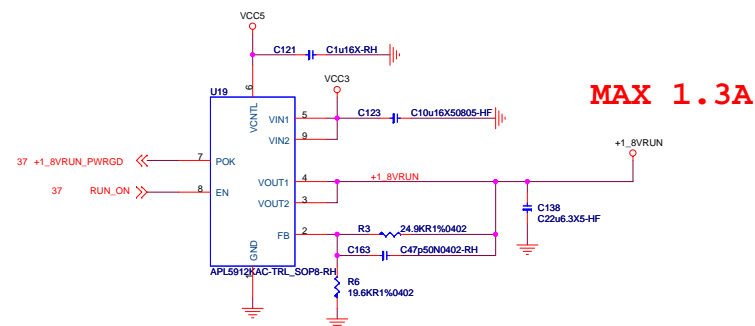 VCC5
C121 C1u16X-RH
U19
VCC3
MAX 1.3A
6
VCNTL
VIN1 5
C123 C10u16X50805-HF
VIN2 9
+1_8VRUN
37 +1_8VRUN_PWRGD 7 POK
37 RUN_ON 8 EN
VOUT1 4 +1_8VRUN
VOUT2 3
C138
C22u6.3X5-HF
FB 2
R3 24.9KR1%0402
C163 C47p50N0402-RH
GND
1
APL5912KAC-TRL_SOP8-RH
R6
19.6KR1%0402